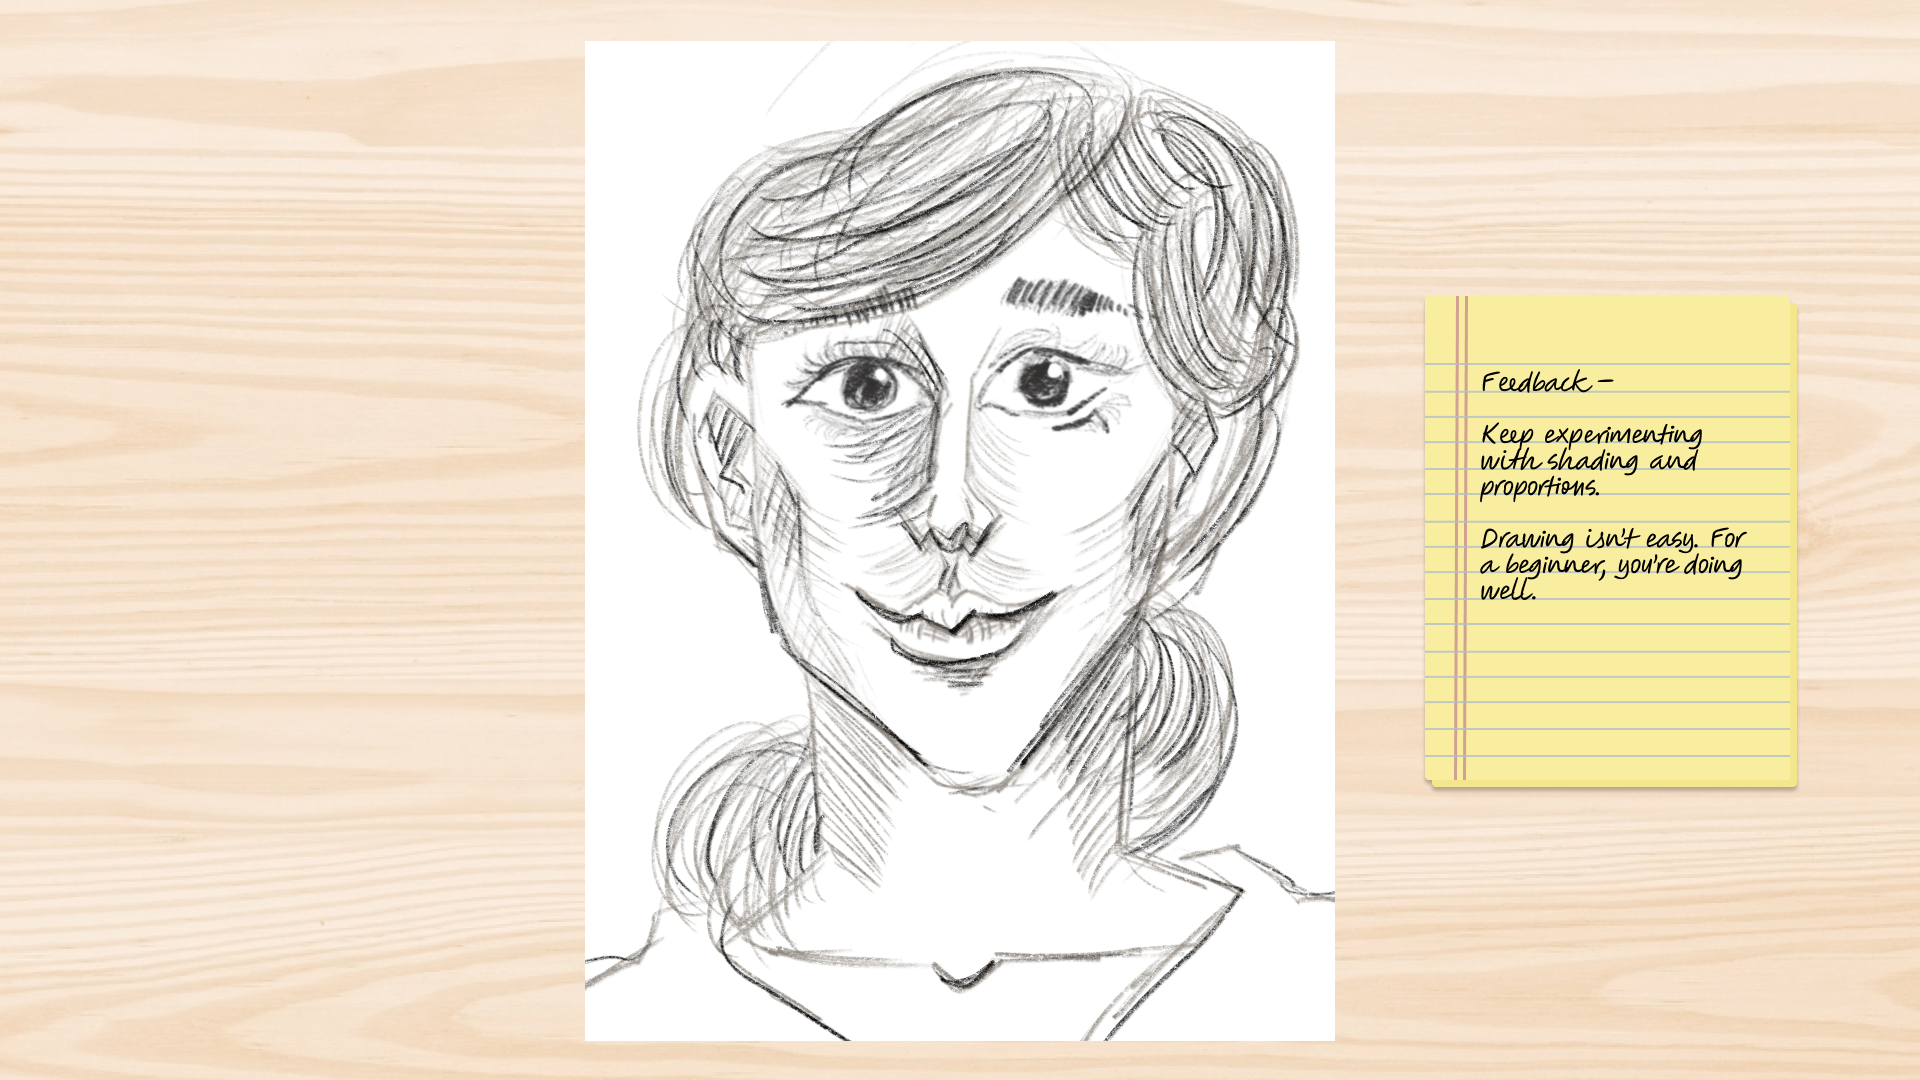 Feedback –
Keep experimenting
with shading and
proportions.
Drawing isn't easy. For
a beginner, you're doing
well.